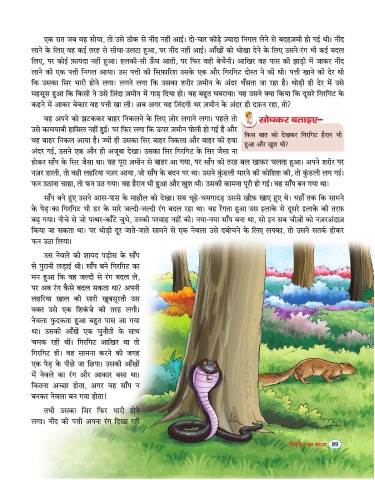 एक रात जब वह सोया, तो उसे ठीक से नींद नहीं आई। दो-चार कीड़े ज़्यादा निगल लेने से बदहज़मी हो गई थी। नींद
लाने के लिए वह कई तरह से सीधा-उलटा हुआ, पर नींद नहीं आई। आँखों को धोखा देने के लिए उसने रंग भी कई बदल
लिए, पर कोई फ़ायदा नहीं हुआ। हलकी-सी ऊँघ आती, पर फिर वही बेचैनी। आखिर वह पास की झाड़ी में जाकर नींद
लाने की एक पत्ती निगल आया। उस पत्ती की सिफ़ारिश उसके एक और गिरगिट दोस्त ने की थी। पत्ती खाने की देर थी
कि उसका सिर भारी होने लगा। लगने लगा कि उसका शरीर ज़मीन के अंदर धँसता जा रहा है। थोड़ी ही देर में उसे
महसूस हुआ कि किसी ने उसे ज़िंदा ज़मीन में गाड़ दिया हो। वह बहुत घबराया। यह उसने क्या किया कि दूसरे गिरगिट के
कहने में आकर बेकार वह पत्ती खा ली। अब अगर वह ज़िंदगी भर ज़मीन के अंदर ही दफ़न रहा, तो?
वह अपने को झटककर बाहर निकलने के लिए ज़ोर लगाने लगा। पहले तो
उसे कामयाबी हासिल नहीं हुई। पर फिर लगा कि ऊपर ज़मीन पोली हो गई है और
वह बाहर निकल आया है। ज्यों ही उसका सिर बाहर निकला और बाहर की हवा
अंदर गई, उसने एक और ही अजूबा देखा। उसका सिर गिरगिट के सिर जैसा ना
होकर साँप के सिर जैसा था। वह पूरा ज़मीन से बाहर आ गया, पर साँप की तरह बल खाकर चलता हुआ। अपने शरीर पर
नज़र डाली, तो वही लहरिया नज़र आया, जो साँप के बदन पर था। उसने कुंडली मारने की कोशिश की, तो कुंडली लग गई।
फन उठाना चाहा, तो फन उठ गया। वह हैरान भी हुआ और खुश भी। उसकी कामना पूरी हो गई। वह साँप बन गया था।
सोचकर बताइए–
किस बात को देखकर गिरगिट हैरान भी
हुआ और खुश भी?
साँप बने हुए उसने आस-पास के माहौल को देखा। सब चूहे-चमगादड़ उससे खौफ़ खाए हुए थे। यहाँ तक कि सामने
के पेड़ का गिरगिट भी डर के मारे जल्दी-जल्दी रंग बदल रहा था। वह रेंगता हुआ उस इलाके से दूसरे इलाके की तरफ़
बढ़ गया। नीचे से जो पत्थर-काँटे चुभे, उनकी परवाह नहीं की। नया-नया साँप बना था, सो इन सब चीज़ों को नज़रअंदाज़
किया जा सकता था। पर थोड़ी दूर जाते-जाते सामने से एक नेवला उसे दबोचने के लिए लपका, तो उसने सतर्क होकर
फन उठा लिया।
उस नेवले की शायद पड़ोस के साँप
से पुरानी लड़ाई थी। साँप बने गिरगिट का
मन हुआ कि वह जल्दी से रंग बदल ले,
पर अब रंग कैसे बदल सकता था? अपनी
लहरिया खाल की सारी खूबसूरती उस
वक्त उसे एक शिकंजे की तरह लगी।
नेवला फुदकता हुआ बहुत पास आ गया
था। उसकी आँखें एक चुनौती के साथ
चमक रही थीं। गिरगिट आखिर था तो
गिरगिट ही। वह सामना करने की जगह
एक पेड़ के पीछे जा छिपा। उसकी आँखों
में नेवले का रंग और आकार बसा था।
कितना अच्छा होता, अगर वह साँप न
बनकर नेवला बन गया होता!
तभी उसका सिर फिर भारी होने
लगा। नींद की पत्ती अपना रंग दिखा रही
गिरगिट का सपना 89